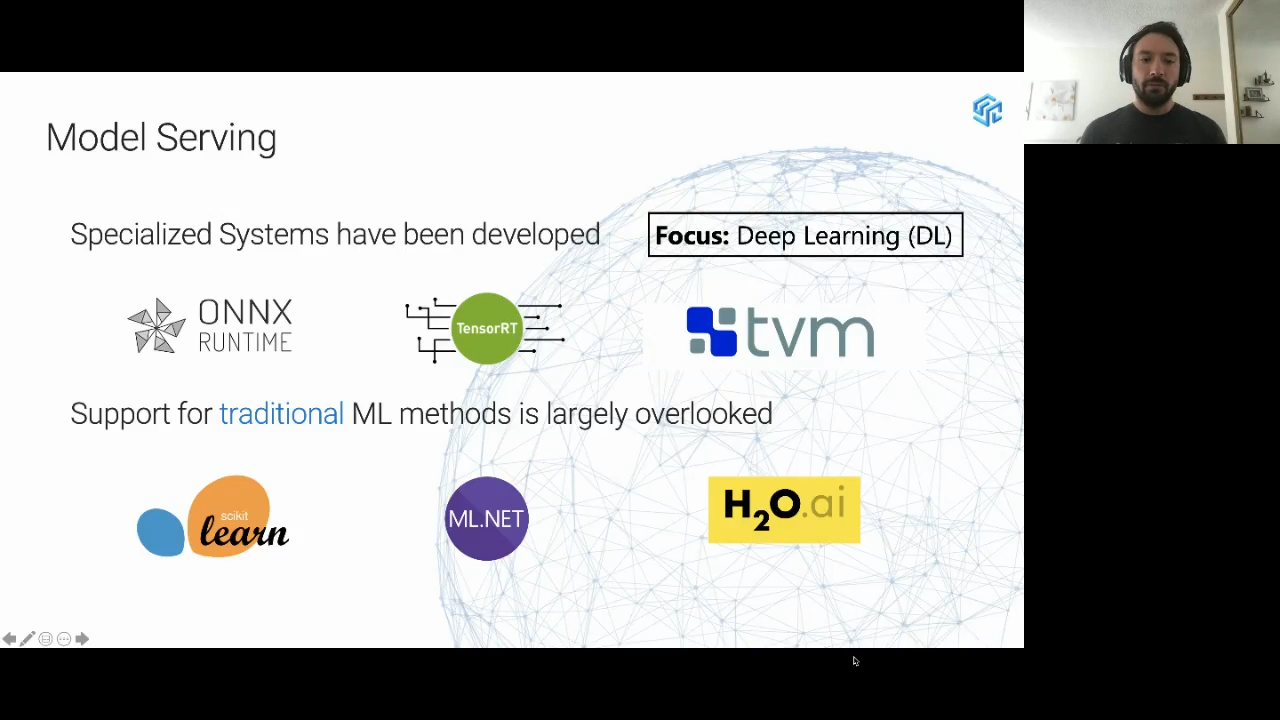 Model Serving
Specialized Systems have been developed
Focus: Deep Learning (DL)
ONNX
RUNTIME
TensorRT
tvm
Support for traditional ML methods is largely overlooked
scikit
learn
ML.NET
H2O.ai